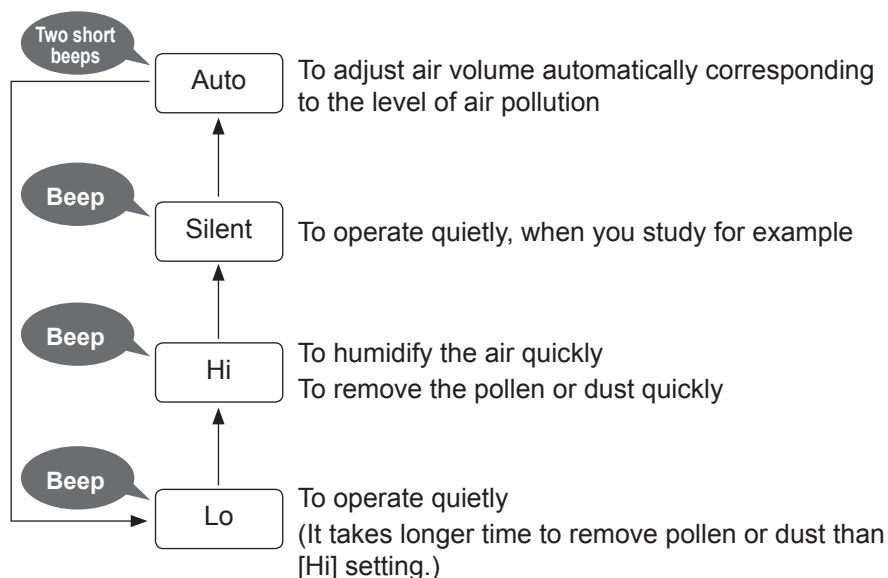 Two short
beeps
Auto
To adjust air volume automatically corresponding
to the level of air pollution
Beep
Silent
To operate quietly, when you study for example
Beep
Hi
To humidify the air quickly
To remove the pollen or dust quickly
Beep
Lo
To operate quietly
(It takes longer time to remove pollen or dust than
[Hi] setting.)